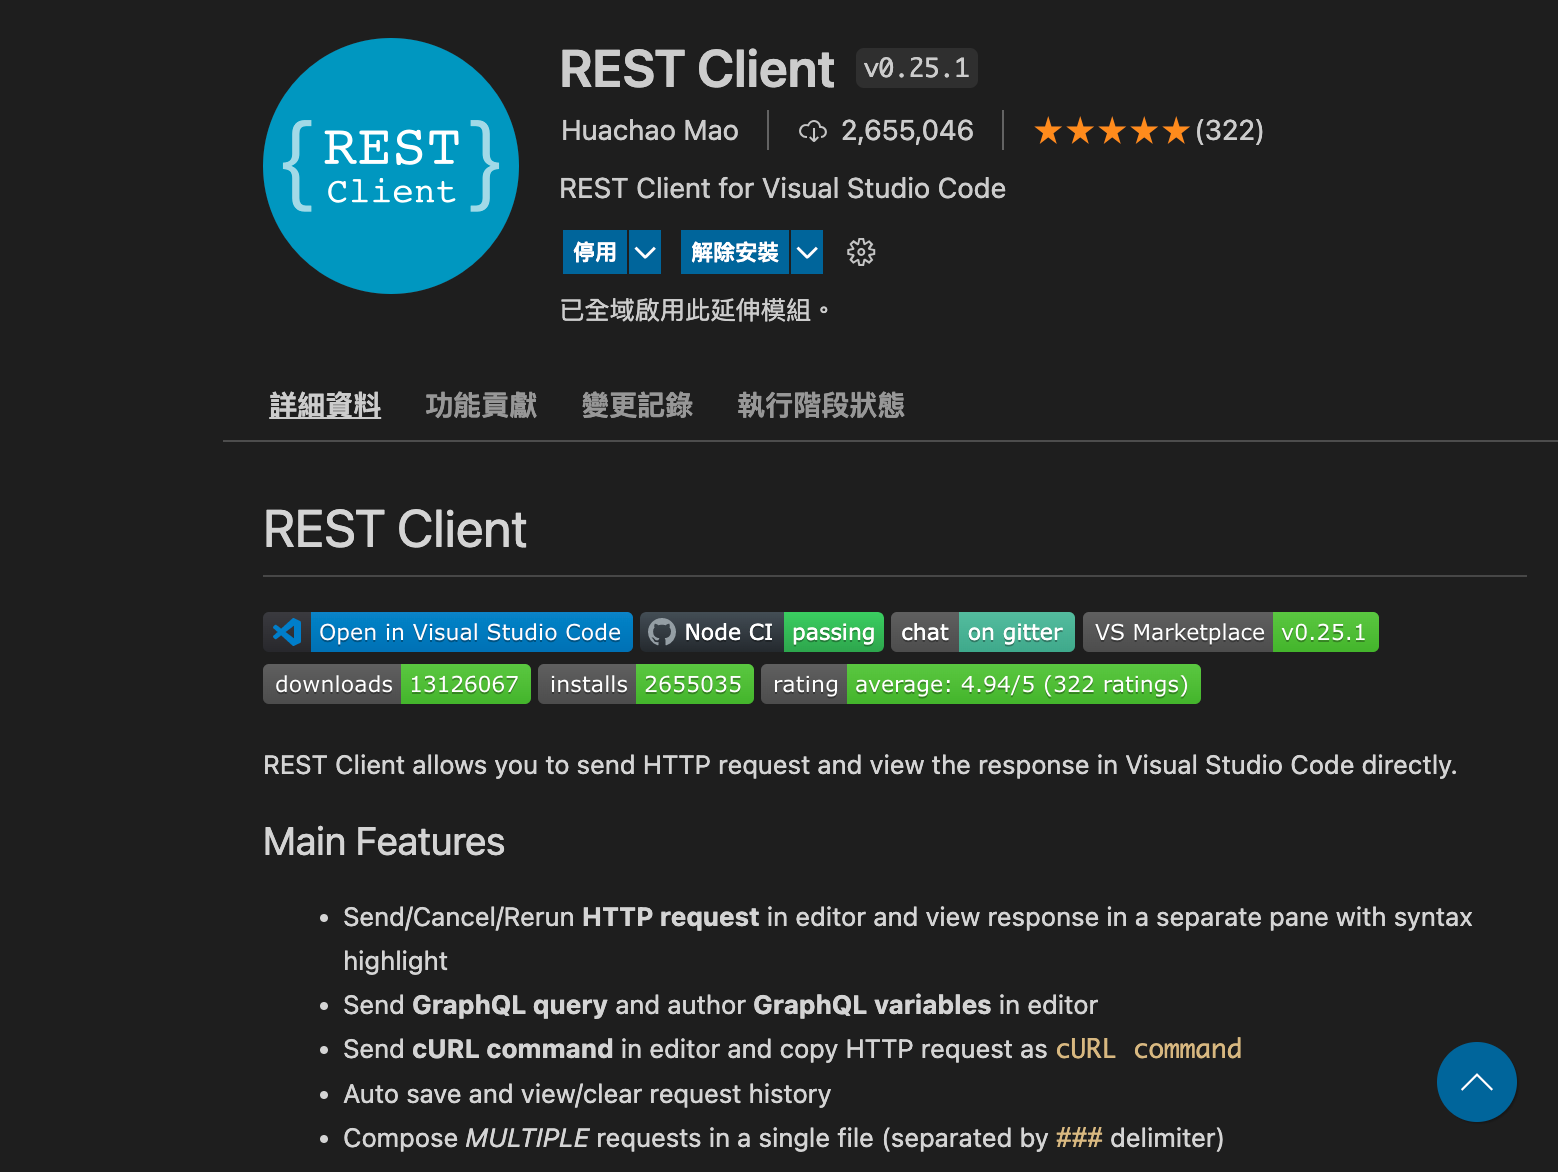 { REST
Client }
REST Client v0.25.1
Huachao Mao 2,655,046 (322)
REST Client for Visual Studio Code
停用 解除安裝
已全域啟用此延伸模組。
詳細資料 功能貢獻 變更記錄 執行階段狀態
REST Client
Open in Visual Studio Code Node CI passing chat on gitter VS Marketplace v0.25.1
downloads 13126067 installs 2655035 rating average: 4.94/5 (322 ratings)
REST Client allows you to send HTTP request and view the response in Visual Studio Code directly.
Main Features
• Send/Cancel/Rerun HTTP request in editor and view response in a separate pane with syntax
highlight
• Send GraphQL query and author GraphQL variables in editor
• Send cURL command in editor and copy HTTP request as cURL command
• Auto save and view/clear request history
• Compose MULTIPLE requests in a single file (separated by ### delimiter)